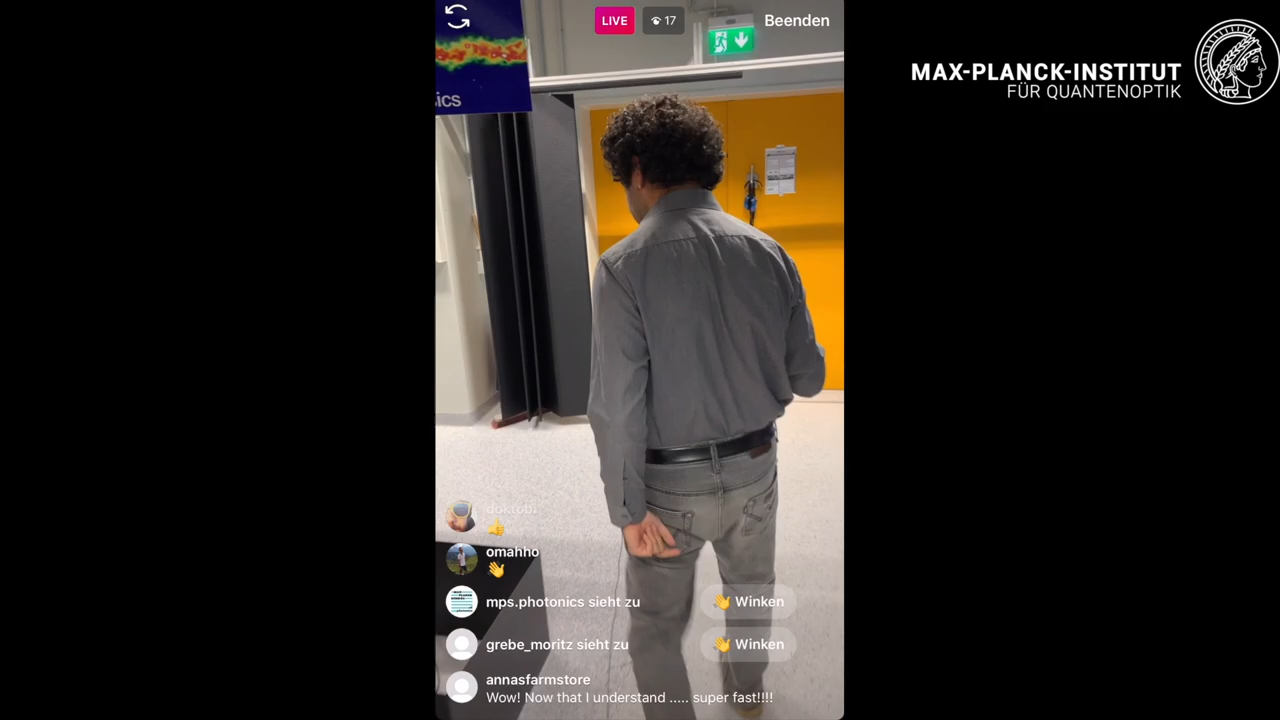 LIVE
17
Beenden
MAX-PLANCK-INSTITUT
FÜR QUANTENOPTIK
ics
doktobi
👍
omahho
👋
mps.photonics sieht zu
👋 Winken
grebe_moritz sieht zu
👋 Winken
annasfarmstore
Wow! Now that I understand ..... super fast!!!!